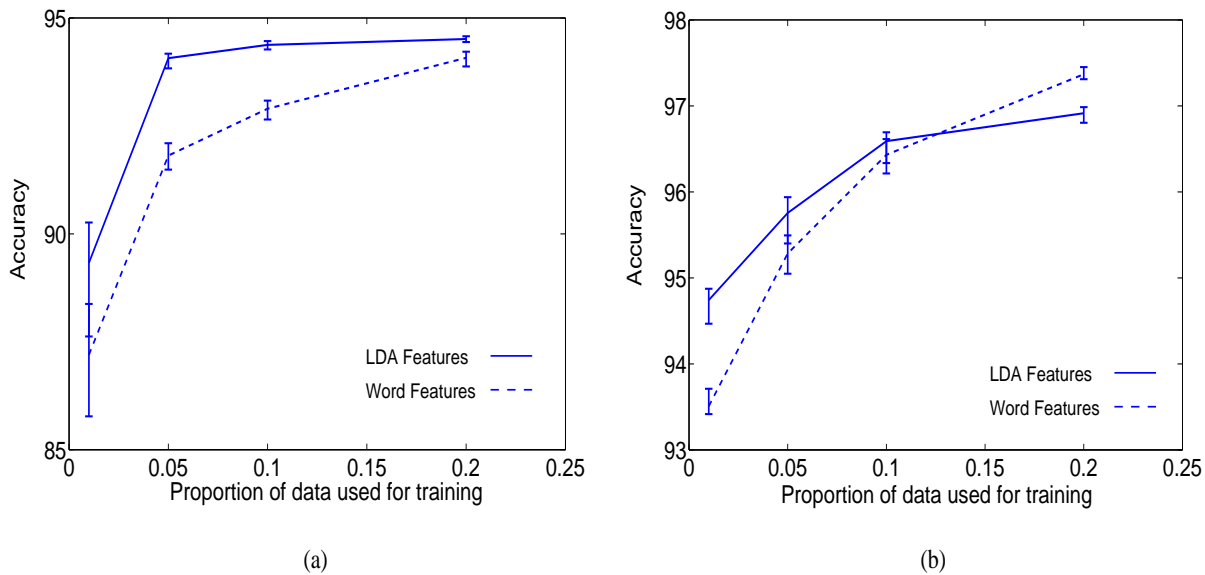 95
90
85
Accuracy
0
0.05
0.1
0.15
0.2
0.25
Proportion of data used for training
LDA Features
Word Features
(a)
98
97
96
95
94
93
Accuracy
0
0.05
0.1
0.15
0.2
0.25
Proportion of data used for training
LDA Features
Word Features
(b)